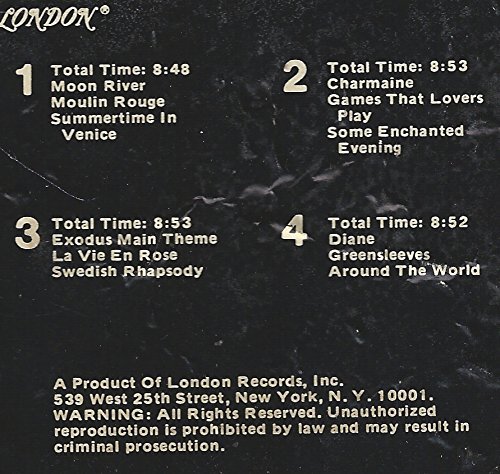 LONDON®
1 Total Time: 8:48
Moon River
Moulin Rouge
Summertime In
Venice
2 Total Time: 8:53
Charmaine
Games That Lovers
Play
Some Enchanted
Evening
3 Total Time: 8:53
Exodus Main Theme
La Vie En Rose
Swedish Rhapsody
4 Total Time: 8:52
Diane
Greensleeves
Around The World
A Product Of London Records, Inc.
539 West 25th Street, New York, N. Y. 10001.
WARNING: All Rights Reserved. Unauthorized
reproduction is prohibited by law and may result in
criminal prosecution.